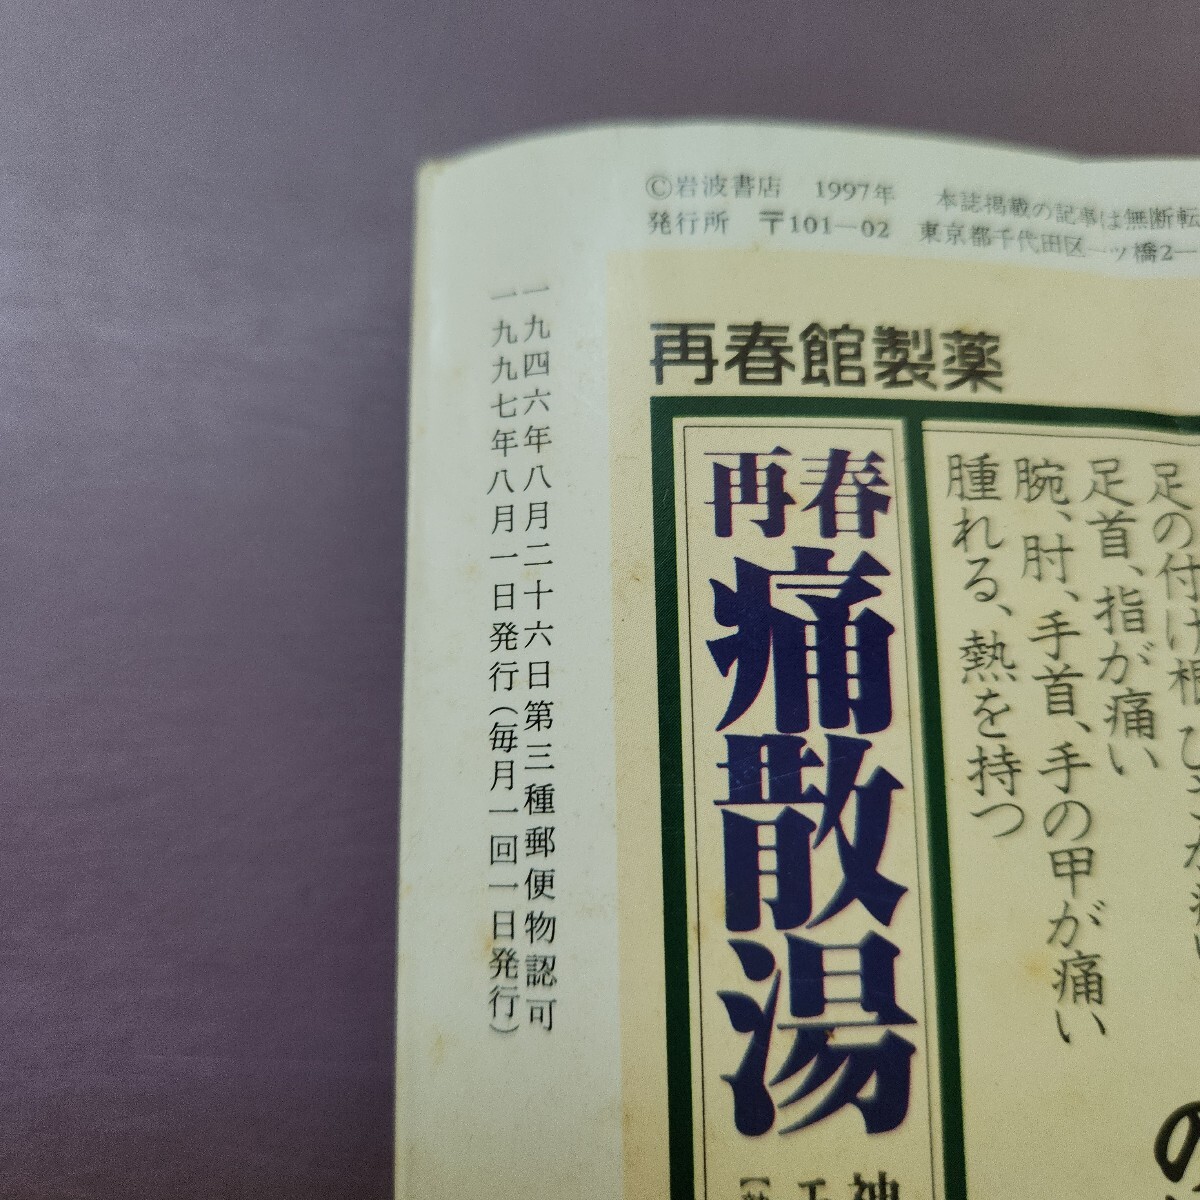 ©岩波書店　1997年　本誌掲載の記事は無断転
発行所　〒101—02　東京都千代田区一ツ橋2—
一九四六年八月二十六日第三種郵便物認可
一九九七年八月一日発行（毎月一回一日発行）
再春館製薬
足の付け根
足首、指が痛い
腕、肘、手首、手の甲が痛い
腫れる、熱を持つ
再春
痛散湯
の
神